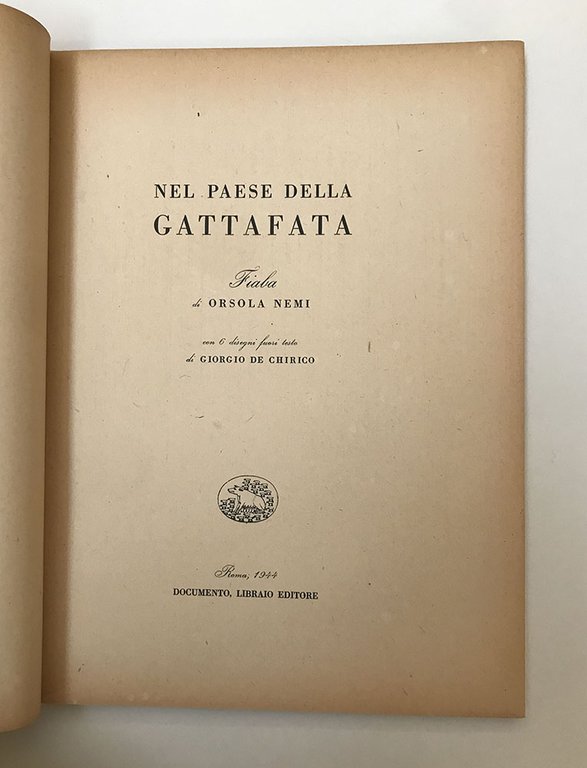 NEL PAESE DELLA
GATTAFATA
Fiaba
di ORSOLA NEMI
con 6 disegni fuori testo
di GIORGIO DE CHIRICO
Roma, 1944
DOCUMENTO, LIBRAIO EDITORE